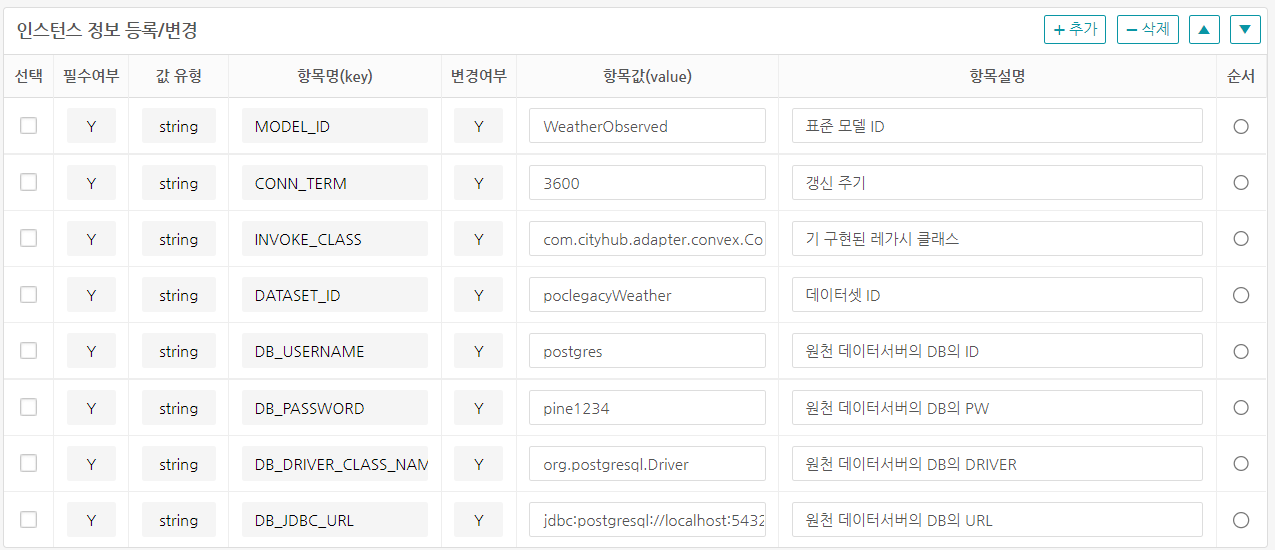 인스턴스 정보 등록/변경 + 추가 − 삭제 ▲ ▼
선택 필수여부 값 유형 항목명(key) 변경여부 항목값(value) 항목설명 순서
Y string MODEL_ID Y WeatherObserved 표준 모델 ID
Y string CONN_TERM Y 3600 갱신 주기
Y string INVOKE_CLASS Y com.cityhub.adapter.convex.Co 기 구현된 레가시 클래스
Y string DATASET_ID Y poclegacyWeather 데이터셋 ID
Y string DB_USERNAME Y postgres 원천 데이터서버의 DB의 ID
Y string DB_PASSWORD Y pine1234 원천 데이터서버의 DB의 PW
Y string DB_DRIVER_CLASS_NAM Y org.postgresql.Driver 원천 데이터서버의 DB의 DRIVER
Y string DB_JDBC_URL Y jdbc:postgresql://localhost:5432 원천 데이터서버의 DB의 URL